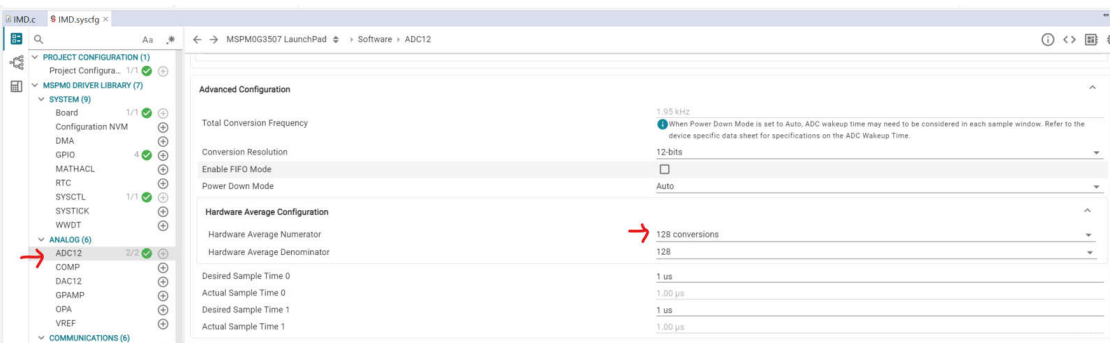 IMD.c
IMD.syscfg ×
Aa .*
← → MSPM0G3507 LaunchPad > Software > ADC12
PROJECT CONFIGURATION (1)
Project Configura... 1/1
MSPM0 DRIVER LIBRARY (7)
SYSTEM (9)
Board 1/1
Configuration NVM
DMA
GPIO 4
MATHACL
RTC
SYSCTL 1/1
SYSTICK
WWDT
ANALOG (6)
ADC12 2/2
COMP
DAC12
GPAMP
OPA
VREF
COMMUNICATIONS (6)
Advanced Configuration
Total Conversion Frequency 1.95 kHz
When Power Down Mode is set to Auto, ADC wakeup time may need to be considered in each sample window. Refer to the
device specific data sheet for specifications on the ADC Wakeup Time.
Conversion Resolution 12-bits
Enable FIFO Mode
Power Down Mode Auto
Hardware Average Configuration
Hardware Average Numerator 128 conversions
Hardware Average Denominator 128
Desired Sample Time 0 1 us
Actual Sample Time 0 1.00 µs
Desired Sample Time 1 1 us
Actual Sample Time 1 1.00 µs